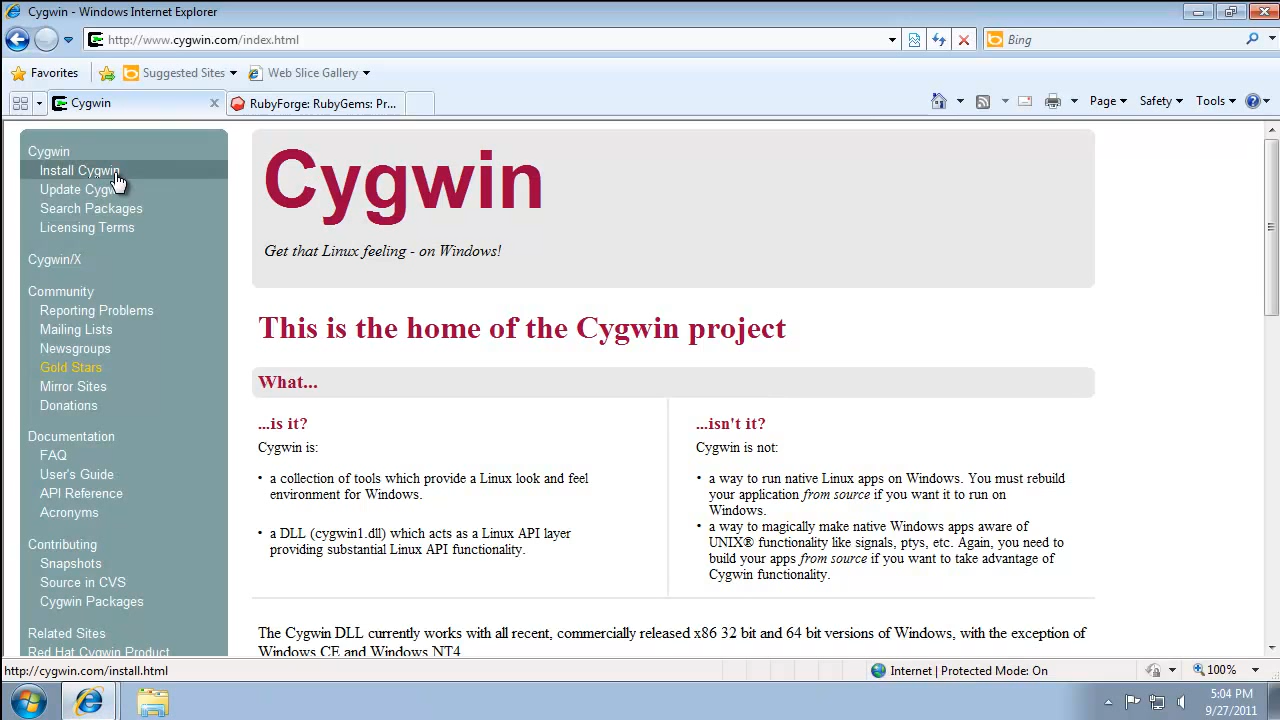 Cygwin - Windows Internet Explorer
http://www.cygwin.com/index.html
Bing
Favorites
Suggested Sites
Web Slice Gallery
Cygwin
RubyForge: RubyGems: Pr...
Page
Safety
Tools
Cygwin
Install Cygwin
Update Cygw
Search Packages
Licensing Terms
Cygwin/X
Community
Reporting Problems
Mailing Lists
Newsgroups
Gold Stars
Mirror Sites
Donations
Documentation
FAQ
User's Guide
API Reference
Acronyms
Contributing
Snapshots
Source in CVS
Cygwin Packages
Related Sites
Red Hat Cygwin Product
Cygwin
Get that Linux feeling - on Windows!
This is the home of the Cygwin project
What...
...is it?
Cygwin is:
• a collection of tools which provide a Linux look and feel
environment for Windows.
• a DLL (cygwin1.dll) which acts as a Linux API layer
providing substantial Linux API functionality.
...isn't it?
Cygwin is not:
• a way to run native Linux apps on Windows. You must rebuild
your application from source if you want it to run on
Windows.
• a way to magically make native Windows apps aware of
UNIX® functionality like signals, ptys, etc. Again, you need to
build your apps from source if you want to take advantage of
Cygwin functionality.
The Cygwin DLL currently works with all recent, commercially released x86 32 bit and 64 bit versions of Windows, with the exception of
Windows CE and Windows NT4
http://cygwin.com/install.html
Internet | Protected Mode: On
100%
5:04 PM
9/27/2011